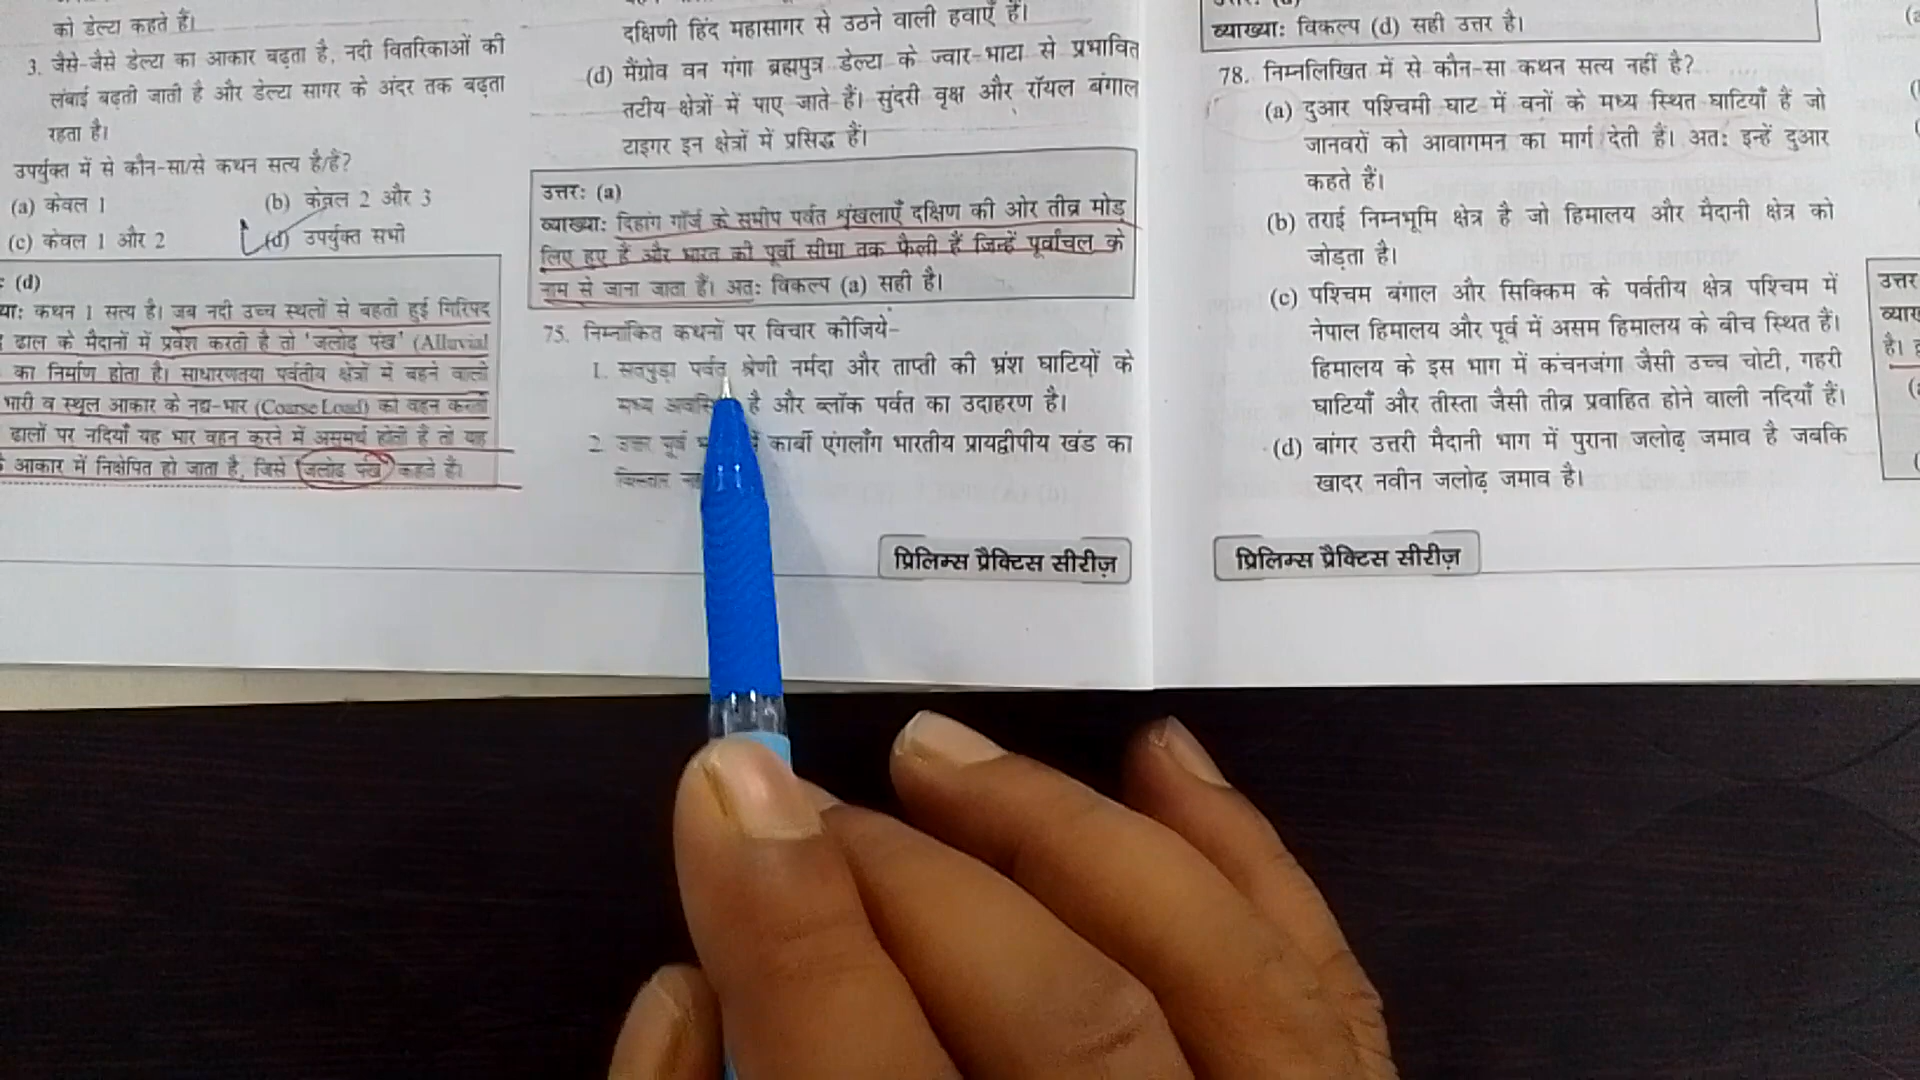 को डेल्टा कहते हैं।
3. जैसे-जैसे डेल्टा का आकार बढ़ता है, नदी वितरिकाओं की
लंबाई बढ़ती जाती है और डेल्टा सागर के अंदर तक बढ़ता
रहता है।
उपर्युक्त में से कौन-सा/से कथन सत्य है/हैं?
(a) केवल 1
(b) केवल 2 और 3
(c) केवल 1 और 2
(d) उपर्युक्त सभी
: (d)
या: कथन 1 सत्य है। जब नदी उच्च स्थलों से बहती हुई गिरिपद
ढाल के मैदानों में प्रवेश करती है तो 'जलोढ़ पंख' (Alluvial
का निर्माण होता है। साधारणतया पर्वतीय क्षेत्रों में बहने वाली
भारी व स्थूल आकार के नद्य-भार (Coarse Load) को वहन करती
ढालों पर नदियाँ यह भार वहन करने में असमर्थ होती हैं तो यह
आकार में निक्षेपित हो जाता है, जिसे 'जलोढ़ पंख' कहते हैं।
दक्षिणी हिंद महासागर से उठने वाली हवाएँ हैं।
(d) मैंग्रोव वन गंगा ब्रह्मपुत्र डेल्टा के ज्वार-भाटा से प्रभावित
तटीय क्षेत्रों में पाए जाते हैं। सुंदरी वृक्ष और रॉयल बंगाल
टाइगर इन क्षेत्रों में प्रसिद्ध हैं।
उत्तर: (a)
व्याख्या: दिहांग गॉर्ज के समीप पर्वत शृंखलाएँ दक्षिण की ओर तीव्र मोड़
लिए हुए हैं और भारत की पूर्वी सीमा तक फैली हैं जिन्हें पूर्वांचल के
नाम से जाना जाता है। अत: विकल्प (a) सही है।
75. निम्नांकित कथनों पर विचार कीजिये-
1. सतपुड़ा पर्वत श्रेणी नर्मदा और ताप्ती की भ्रंश घाटियों के
मध्य है और ब्लॉक पर्वत का उदाहरण है।
2. उत्तर पूर्व कार्बी एंगलॉंग भारतीय प्रायद्वीपीय खंड का
विस्तार
प्रिलिम्स प्रैक्टिस सीरीज़
व्याख्या: विकल्प (d) सही उत्तर है।
78. निम्नलिखित में से कौन-सा कथन सत्य नहीं है?
(a) दुआर पश्चिमी घाट में वनों के मध्य स्थित घाटियाँ हैं जो
जानवरों को आवागमन का मार्ग देती हैं। अत: इन्हें दुआर
कहते हैं।
(b) तराई निम्नभूमि क्षेत्र है जो हिमालय और मैदानी क्षेत्र को
जोड़ता है।
(c) पश्चिम बंगाल और सिक्किम के पर्वतीय क्षेत्र पश्चिम में
नेपाल हिमालय और पूर्व में असम हिमालय के बीच स्थित हैं।
हिमालय के इस भाग में कंचनजंगा जैसी उच्च चोटी, गहरी
घाटियाँ और तीस्ता जैसी तीव्र प्रवाहित होने वाली नदियाँ हैं।
(d) बांगर उत्तरी मैदानी भाग में पुराना जलोढ़ जमाव है जबकि
खादर नवीन जलोढ़ जमाव है।
प्रिलिम्स प्रैक्टिस सीरीज़
उत्तर
है।